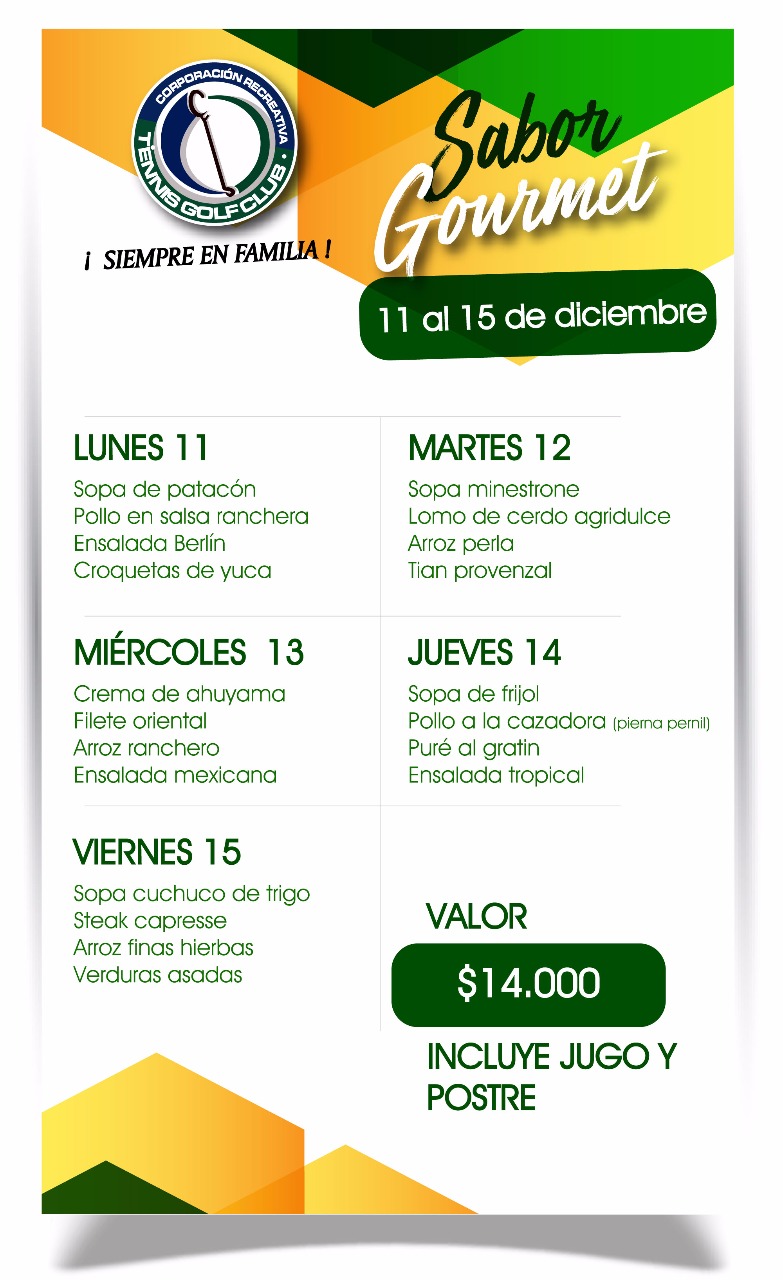 CORPORACIÓN RECREATIVA
TENNIS GOLF CLUB
¡ SIEMPRE EN FAMILIA !
Sabor
Gourmet
11 al 15 de diciembre
LUNES 11
Sopa de patacón
Pollo en salsa ranchera
Ensalada Berlín
Croquetas de yuca
MARTES 12
Sopa minestrone
Lomo de cerdo agridulce
Arroz perla
Tian provenzal
MIÉRCOLES 13
Crema de ahuyama
Filete oriental
Arroz ranchero
Ensalada mexicana
JUEVES 14
Sopa de frijol
Pollo a la cazadora (pierna pernil)
Puré al gratin
Ensalada tropical
VIERNES 15
Sopa cuchuco de trigo
Steak capresse
Arroz finas hierbas
Verduras asadas
VALOR
$14.000
INCLUYE JUGO Y
POSTRE